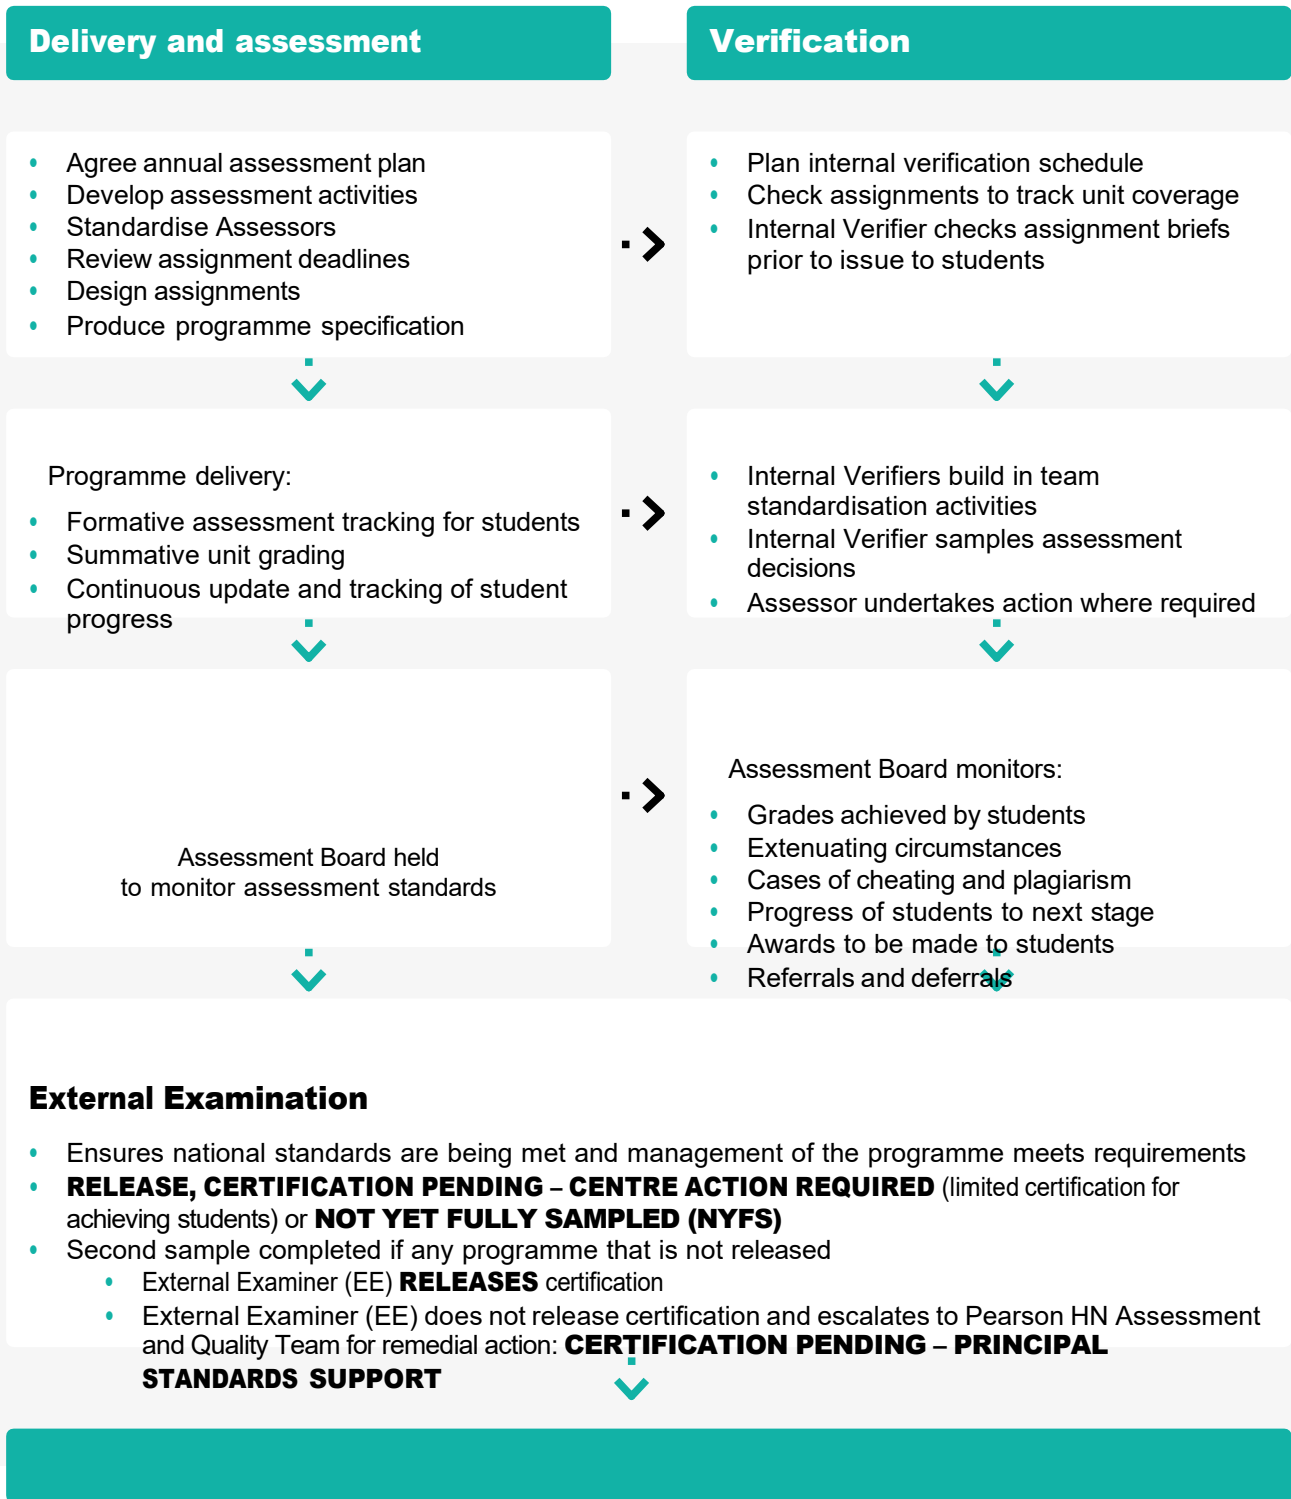 Delivery and assessment
Verification
Agree annual assessment plan
Develop assessment activities
Standardise Assessors
Review assignment deadlines
Design assignments
Produce programme specification
Plan internal verification schedule
Check assignments to track unit coverage
Internal Verifier checks assignment briefs
prior to issue to students
Programme delivery:
Formative assessment tracking for students
Summative unit grading
Continuous update and tracking of student
progress
Internal Verifiers build in team
standardisation activities
Internal Verifier samples assessment
decisions
Assessor undertakes action where required
Assessment Board held
to monitor assessment standards
Assessment Board monitors:
Grades achieved by students
Extenuating circumstances
Cases of cheating and plagiarism
Progress of students to next stage
Awards to be made to students
Referrals and deferrals
External Examination
Ensures national standards are being met and management of the programme meets requirements
RELEASE, CERTIFICATION PENDING – CENTRE ACTION REQUIRED (limited certification for
achieving students) or NOT YET FULLY SAMPLED (NYFS)
Second sample completed if any programme that is not released
External Examiner (EE) RELEASES certification
External Examiner (EE) does not release certification and escalates to Pearson HN Assessment
and Quality Team for remedial action: CERTIFICATION PENDING – PRINCIPAL
STANDARDS SUPPORT